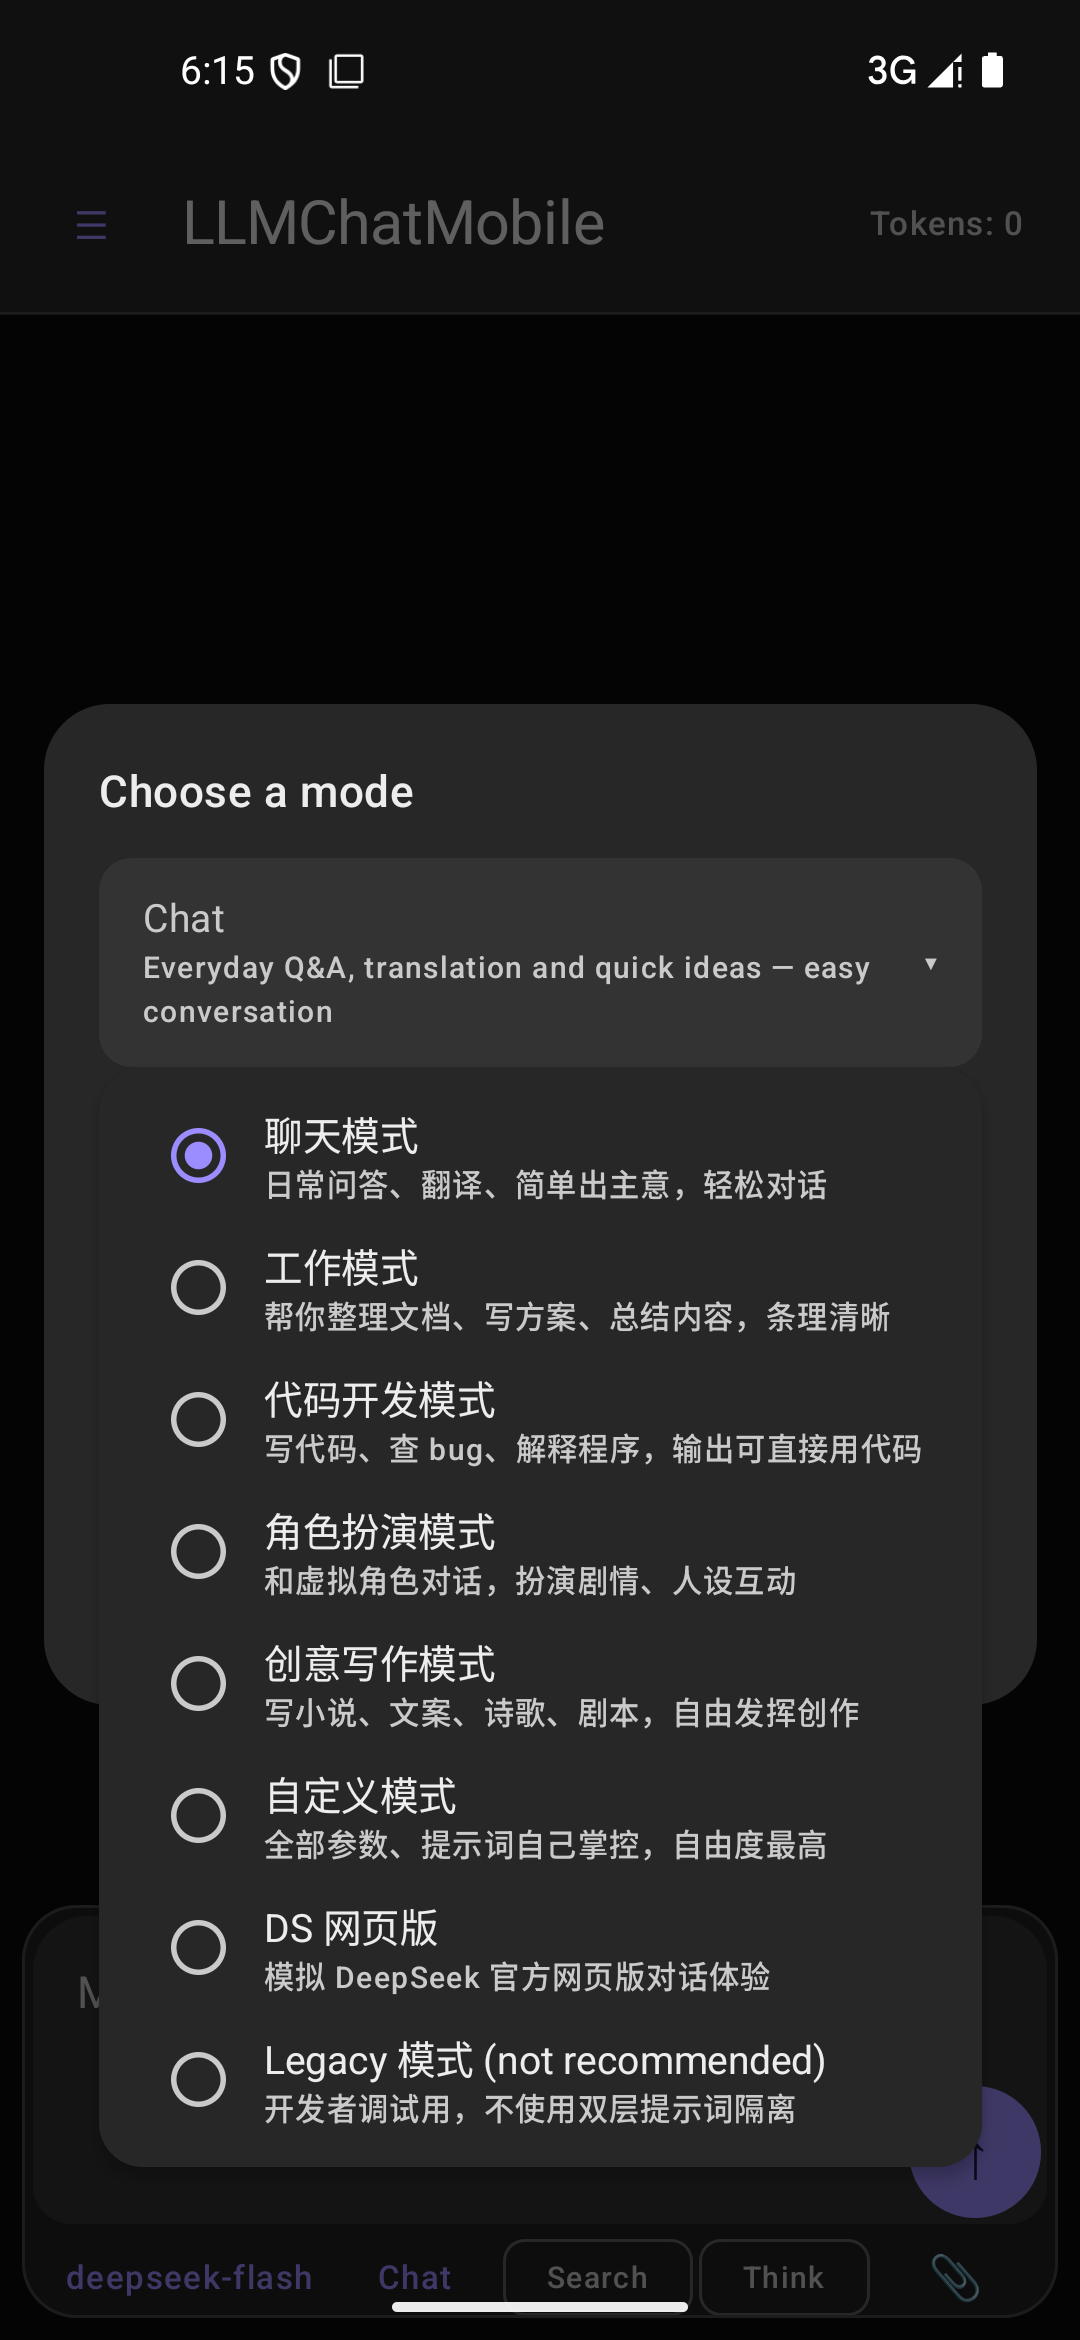 6:15
3G
LLMChatMobile
Tokens: 0
Choose a mode
Chat
Everyday Q&A, translation and quick ideas — easy
conversation
聊天模式
日常问答、翻译、简单出主意，轻松对话
工作模式
帮你整理文档、写方案、总结内容，条理清晰
代码开发模式
写代码、查 bug、解释程序，输出可直接用代码
角色扮演模式
和虚拟角色对话，扮演剧情、人设互动
创意写作模式
写小说、文案、诗歌、剧本，自由发挥创作
自定义模式
全部参数、提示词自己掌控，自由度最高
DS 网页版
模拟 DeepSeek 官方网页版对话体验
Legacy 模式 (not recommended)
开发者调试用，不使用双层提示词隔离
deepseek-flash
Chat
Search
Think